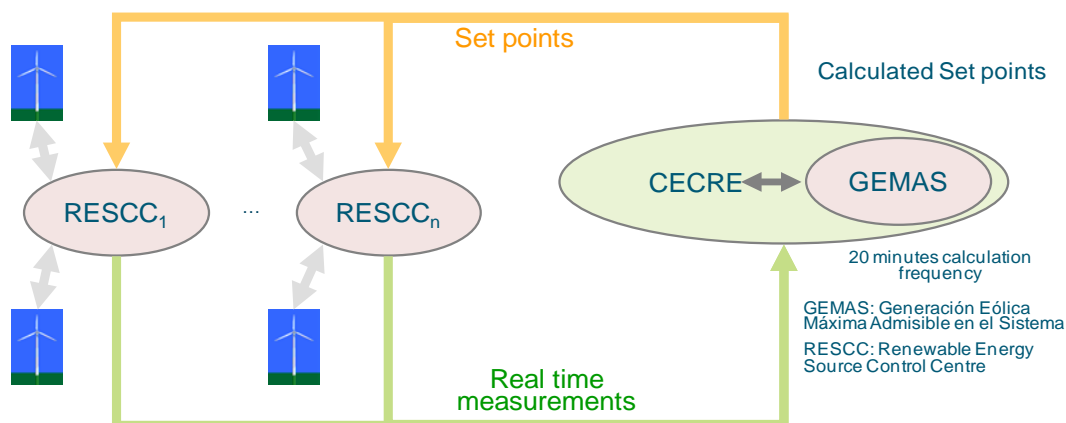 Set points
Calculated Set points
CECRE
GEMAS
RESCC1
...
RESCCn
20 minutes calculation
frequency
GEMAS: Generación Eólica
Máxima Admisible en el Sistema
RESCC: Renewable Energy
Source Control Centre
Real time
measurements